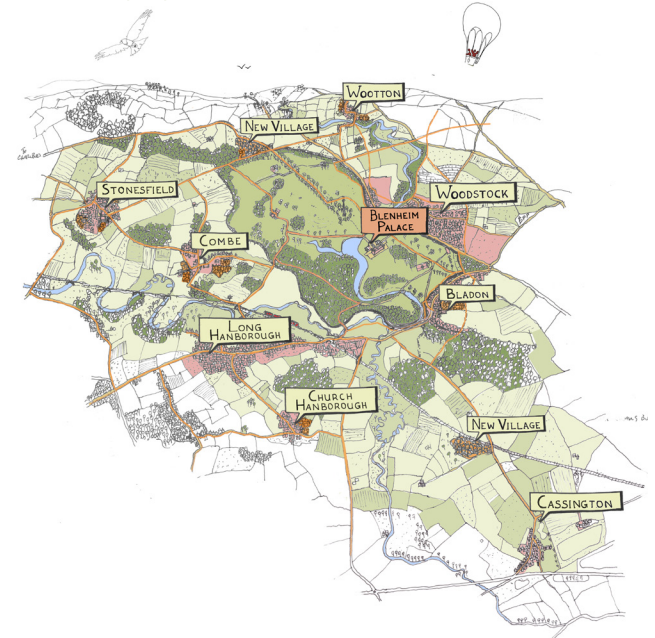 WOOTTON
NEW VILLAGE
STONESFIELD
WOODSTOCK
BLENHEIM
PALACE
COMBE
BLADON
LONG
HANBOROUGH
CHURCH
HANBOROUGH
NEW VILLAGE
CASSINGTON